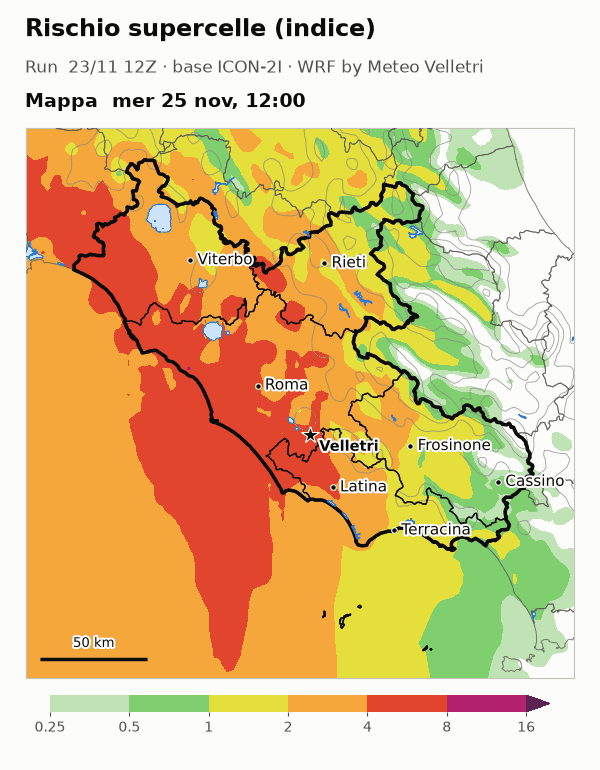 Rischio supercelle (indice)
Run  23/11 12Z · base ICON-2I · WRF by Meteo Velletri
Mappa  mer 25 nov, 12:00
Viterbo
Rieti
Roma
Velletri
Frosinone
Latina
Cassino
Terracina
50 km
0.25 0.5 1 2 4 8 16